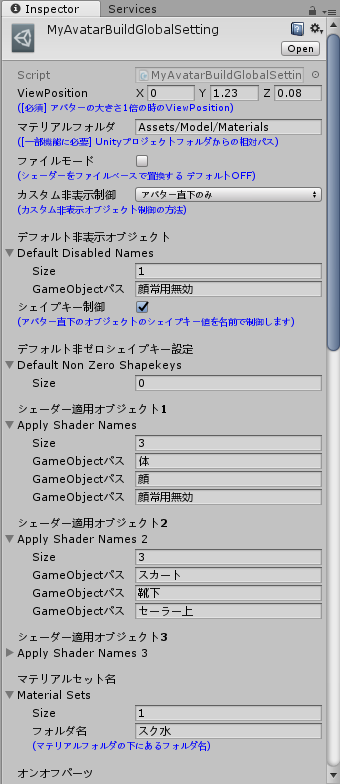 Inspector Services
MyAvatarBuildGlobalSetting
Open
Script MyAvatarBuildGlobalSettin
ViewPosition X 0 Y 1.23 Z 0.08
([必須] アバターの大きさ1倍の時のViewPosition)
マテリアルフォルダ Assets/Model/Materials
([一部機能に必要] Unityプロジェクトフォルダからの相対パス)
ファイルモード
(シェーダーをファイルベースで置換する デフォルトOFF)
カスタム非表示制御 アバター直下のみ
(カスタム非表示オブジェクト制御の方法)
デフォルト非表示オブジェクト
Default Disabled Names
Size 1
GameObjectパス 顔常用無効
シェイプキー制御
(アバター直下のオブジェクトのシェイプキー値を名前で制御します)
デフォルト非ゼロシェイプキー設定
Default Non Zero Shapekeys
Size 0
シェーダー適用オブジェクト1
Apply Shader Names
Size 3
GameObjectパス 体
GameObjectパス 顔
GameObjectパス 顔常用無効
シェーダー適用オブジェクト2
Apply Shader Names 2
Size 3
GameObjectパス スカート
GameObjectパス 靴下
GameObjectパス セーラー上
シェーダー適用オブジェクト3
Apply Shader Names 3
マテリアルセット名
Material Sets
Size 1
フォルダ名 スク水
(マテリアルフォルダの下にあるフォルダ名)
オンオフパーツ